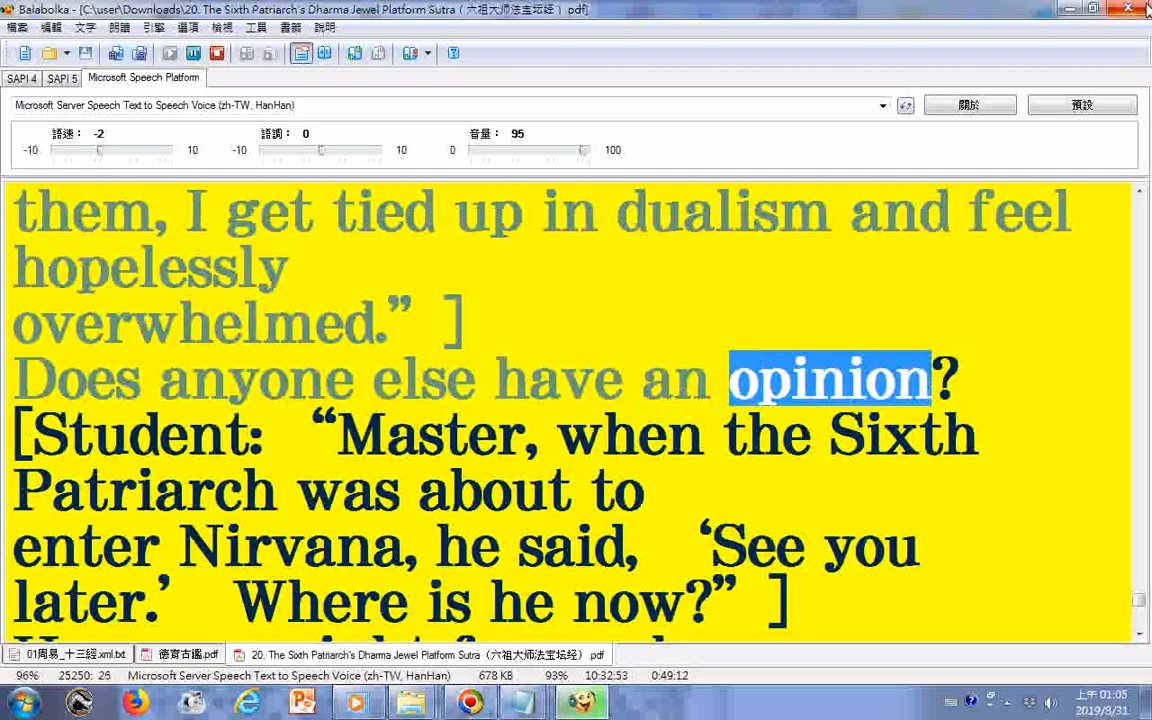 Balabolka - [C:\user\Downloads\20. The Sixth Patriarch's Dharma Jewel Platform Sutra（六祖大师法宝坛经）.pdf]
檔案 編輯 文字 朗讀 引擎 選項 檢視 工具 書籤 說明
SAPI 4 SAPI 5 Microsoft Speech Platform
Microsoft Server Speech Text to Speech Voice (zh-TW, HanHan) 關於 預設
語速： -2 語調： 0 音量： 95
-10 10 -10 10 0 100
them, I get tied up in dualism and feel
hopelessly
overwhelmed.” ]
Does anyone else have an opinion?
[Student: “Master, when the Sixth
Patriarch was about to
enter Nirvana, he said, ‘See you
later.’ Where is he now?” ]
01周易_十三經.xml.txt 德育古鑑.pdf 20. The Sixth Patriarch's Dharma Jewel Platform Sutra（六祖大师法宝坛经）.pdf
96% 25250: 26 Microsoft Server Speech Text to Speech Voice (zh-TW, HanHan) 678 KB 93% 10:32:53 0:49:12
上午 01:05
2019/8/31